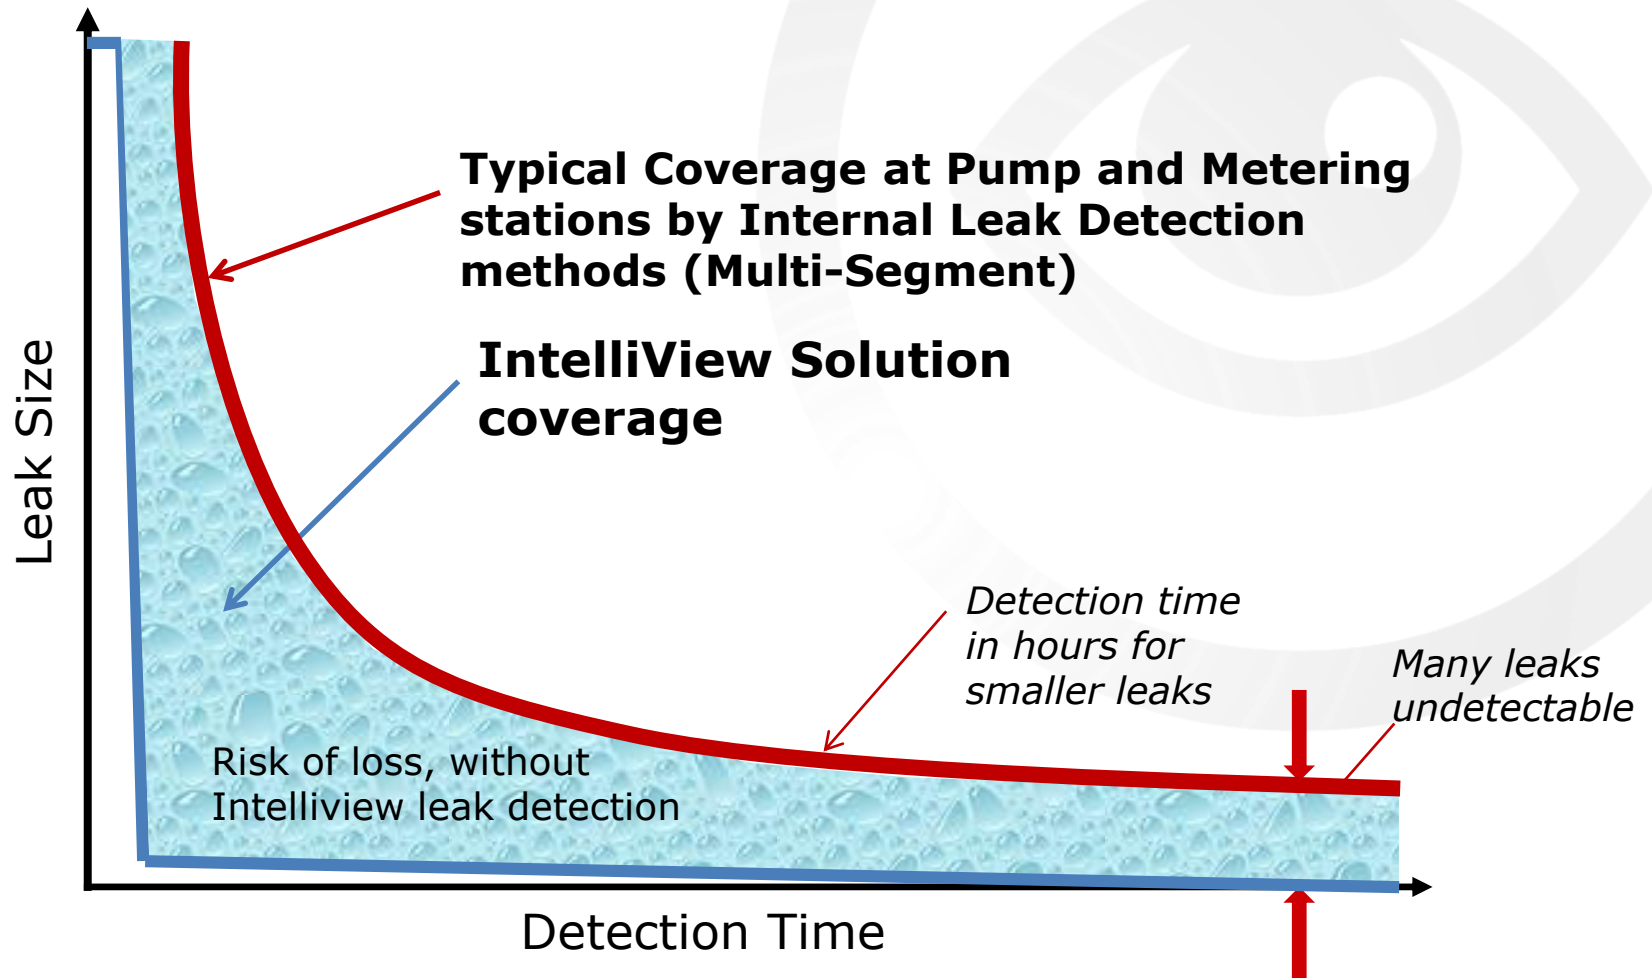 Typical Coverage at Pump and Metering
stations by Internal Leak Detection
methods (Multi-Segment)
IntelliView Solution
coverage
Leak Size
Detection time
in hours for
smaller leaks
Many leaks
undetectable
Risk of loss, without
Intelliview leak detection
Detection Time